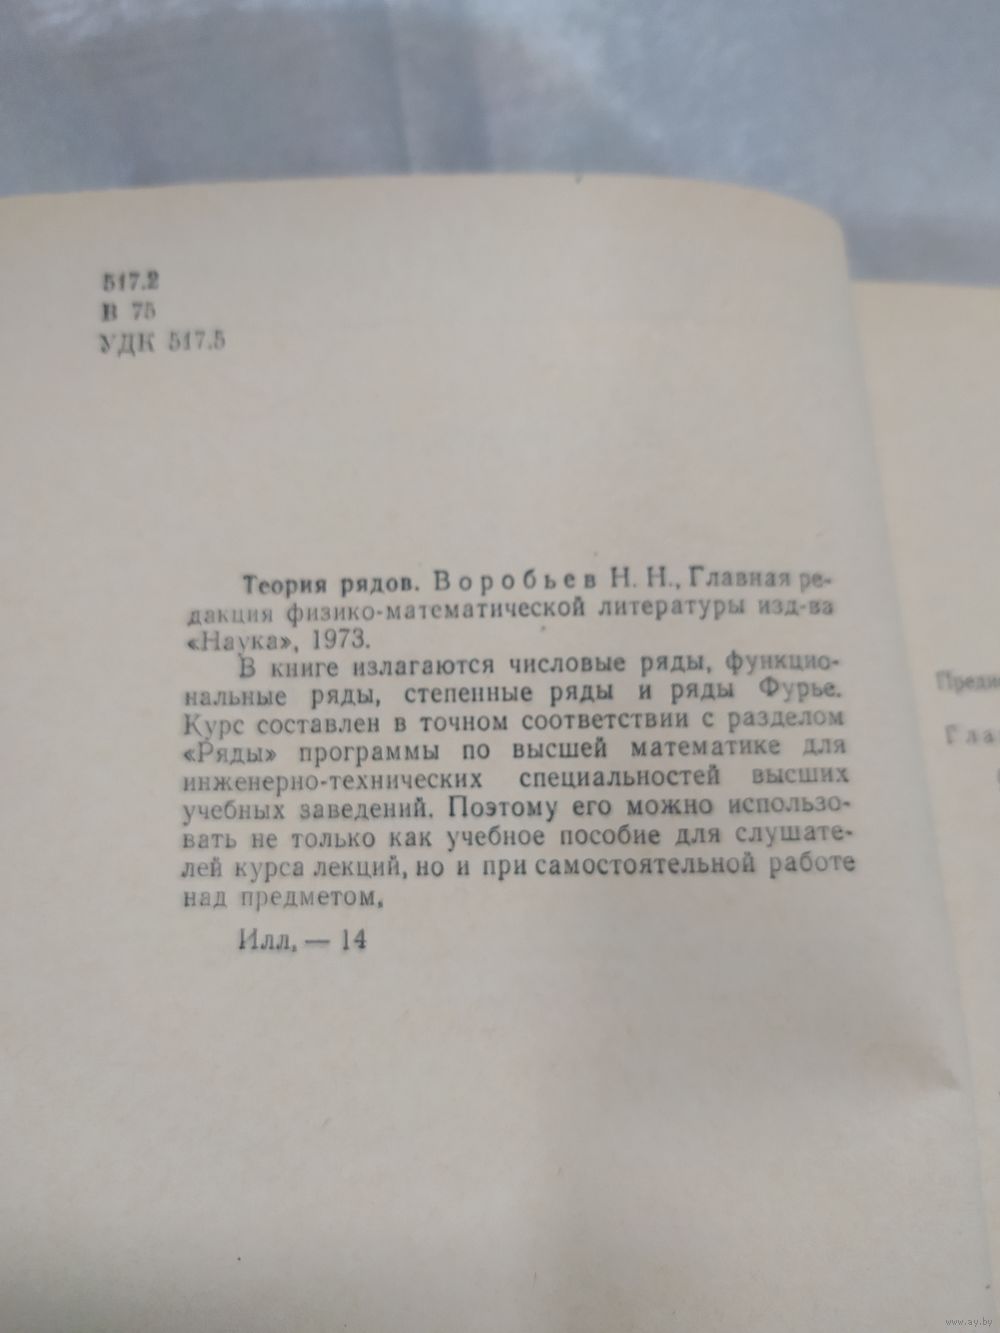 517.2
В 75
УДК 517.5
Теория рядов. Воробьев Н. Н., Главная ре-
дакция физико-математической литературы изд-ва
«Наука», 1973.
В книге излагаются числовые ряды, функцио-
нальные ряды, степенные ряды и ряды Фурье.
Курс составлен в точном соответствии с разделом
«Ряды» программы по высшей математике для
инженерно-технических специальностей высших
учебных заведений. Поэтому его можно использо-
вать не только как учебное пособие для слушате-
лей курса лекций, но и при самостоятельной работе
над предметом,
Илл, — 14
www.ay.by